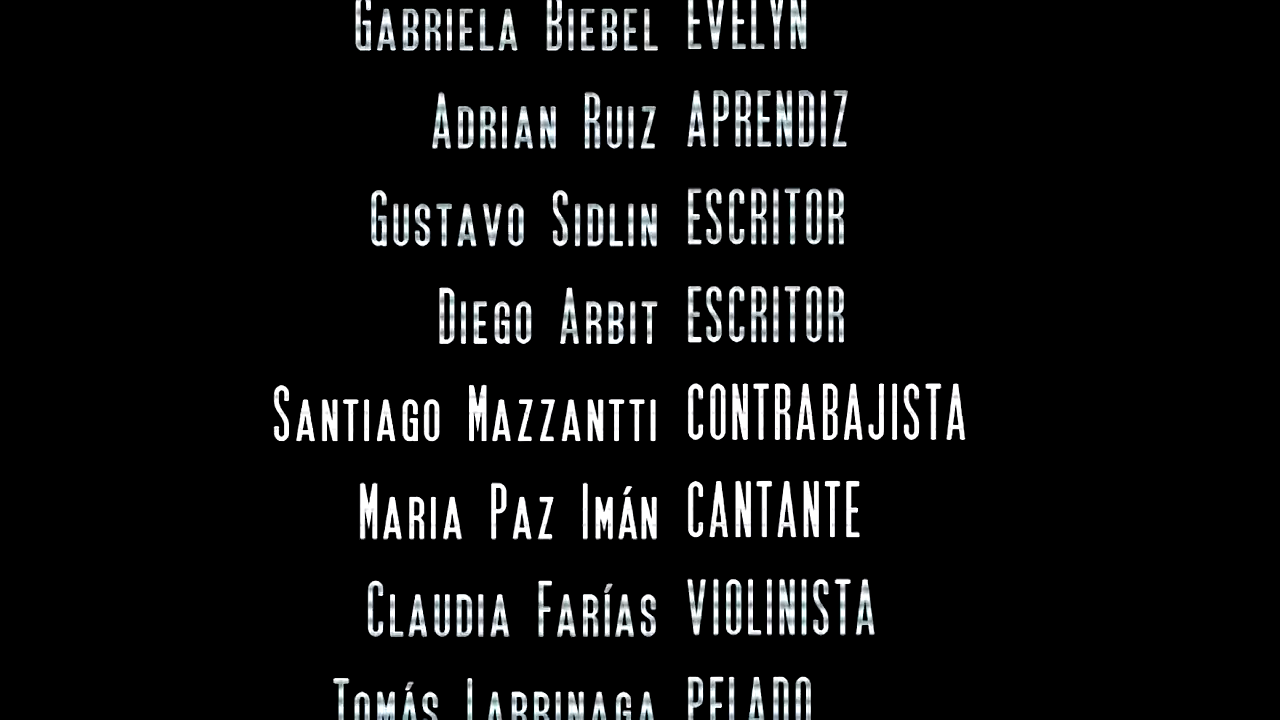 Gabriela Biebel EVELYN
Adrian Ruiz APRENDIZ
Gustavo Sidlin ESCRITOR
Diego Arbit ESCRITOR
Santiago Mazzantti CONTRABAJISTA
Maria Paz Imán CANTANTE
Claudia Farías VIOLINISTA
Tomás Larrinaga PELADO